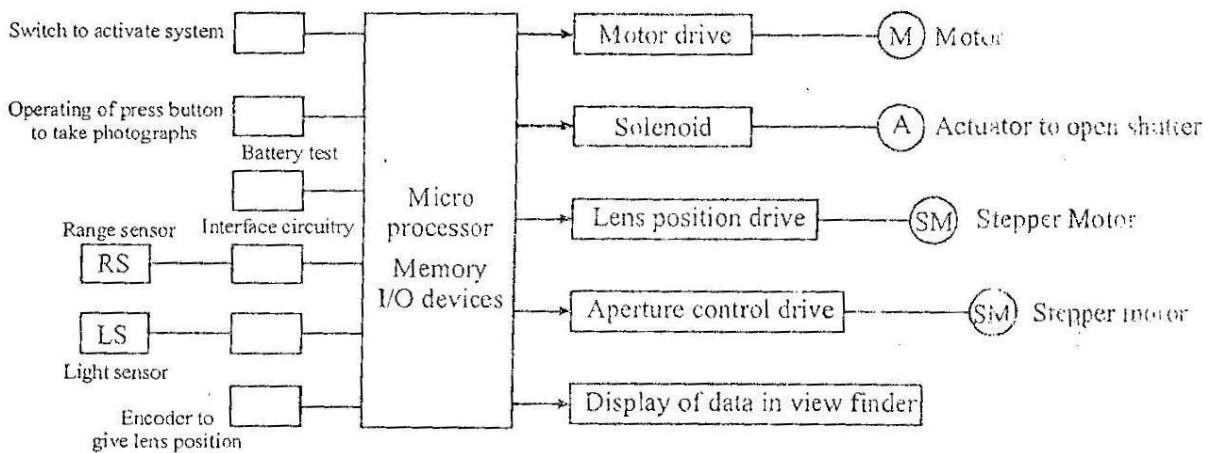 Switch to activate system
Operating of press button
to take photographs
Battery test
Range sensor
Interface circuitry
RS
LS
Light sensor
Encoder to
give lens position
Micro
processor
Memory
I/O devices
Motor drive
M
Motor
Solenoid
A
Actuator to open shutter
Lens position drive
SM
Stepper Motor
Aperture control drive
SM
Stepper motor
Display of data in view finder